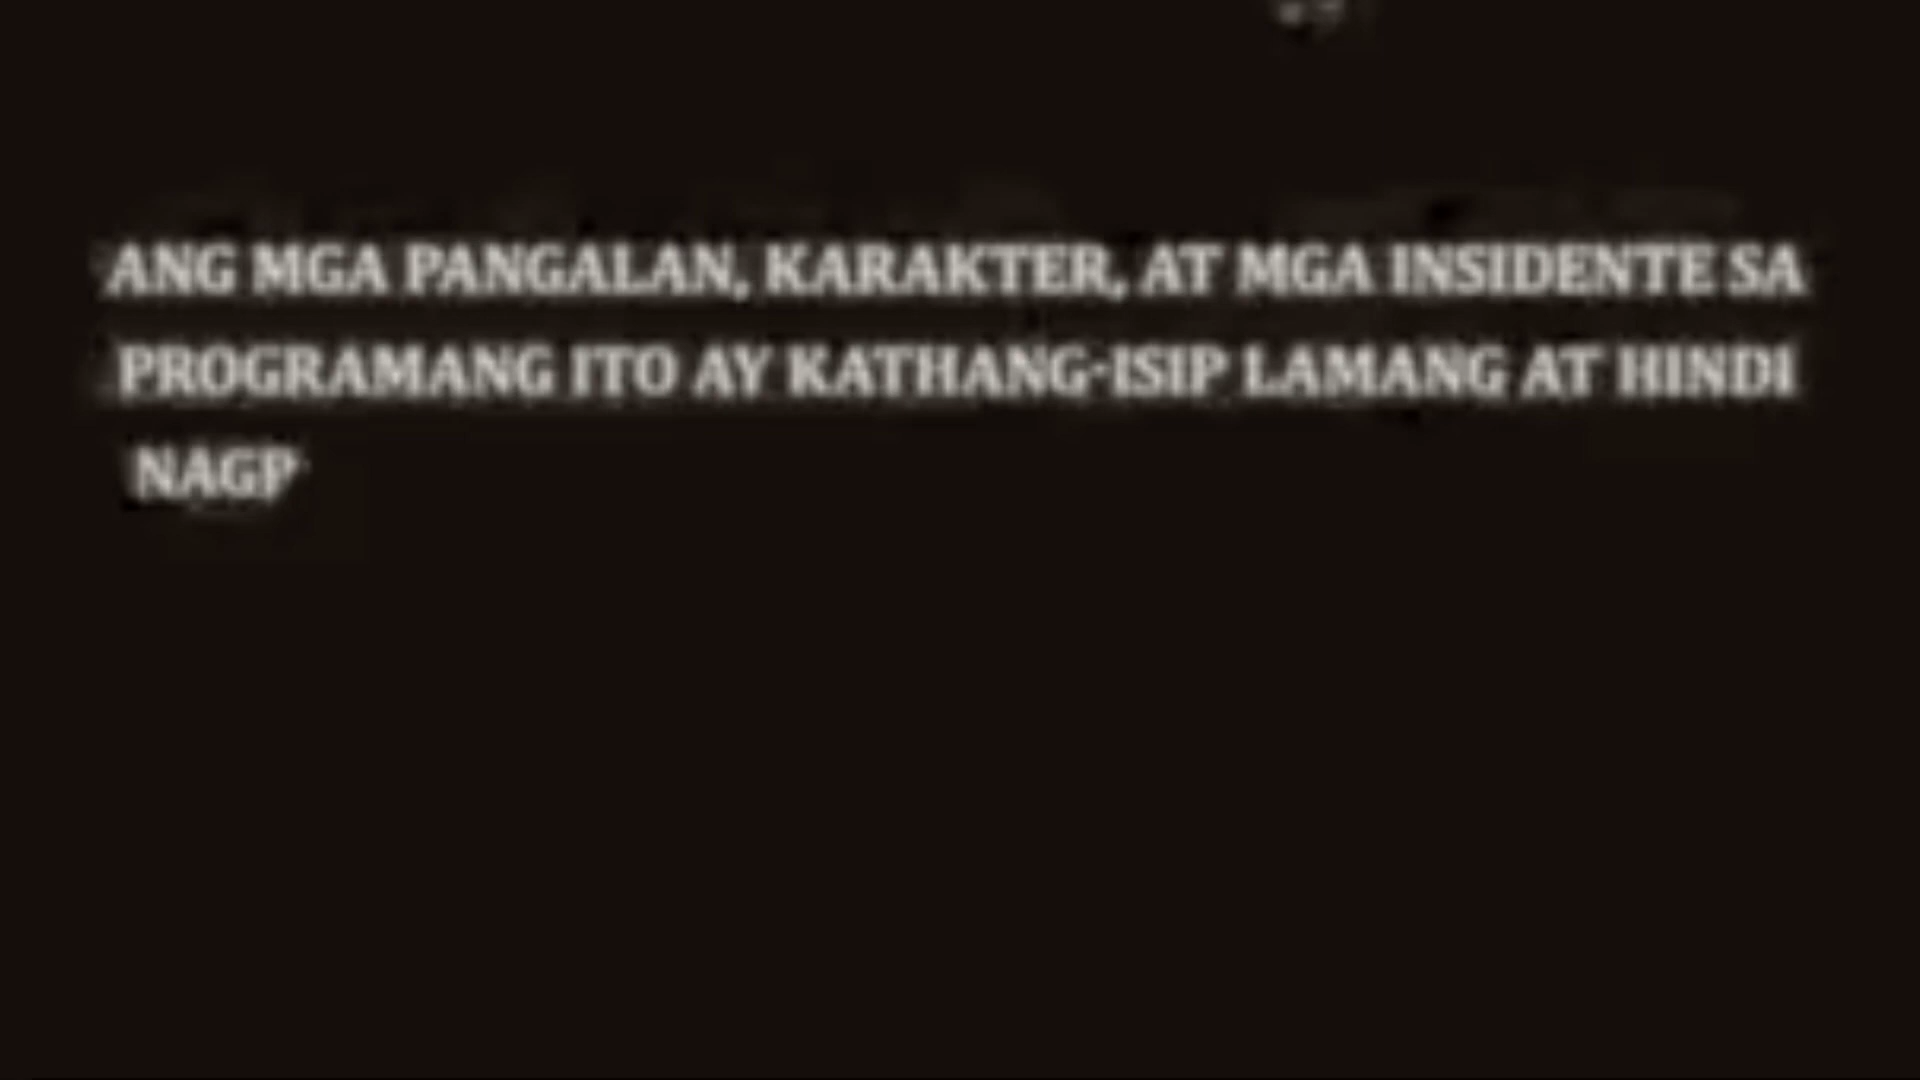 ANG MGA PANGALAN, KARAKTER, AT MGA INSIDENTE SA
PROGRAMANG ITO AY KATHANG-ISIP LAMANG AT HINDI
NAGP